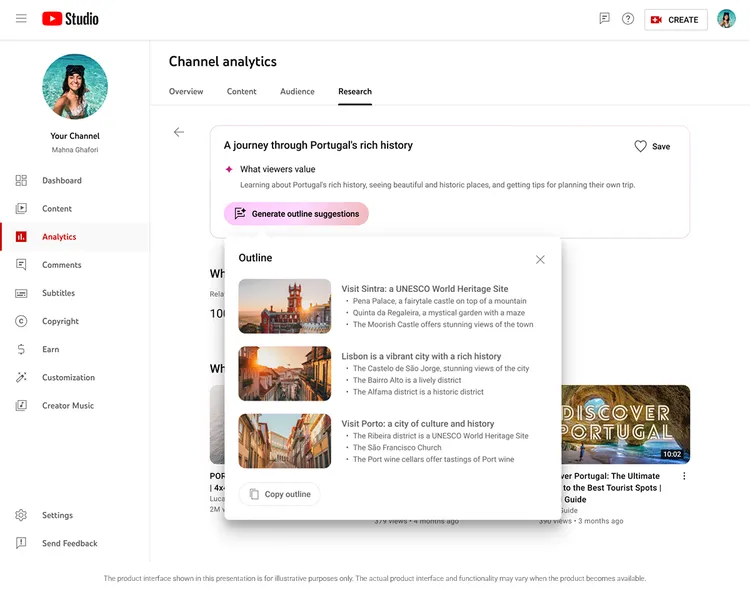 Studio
CREATE
Channel analytics
Overview
Content
Audience
Research
Your Channel
Mahna Ghafori
Dashboard
Content
Analytics
Comments
Subtitles
Copyright
Earn
Customization
Creator Music
Settings
Send Feedback
A journey through Portugal's rich history
Save
What viewers value
Learning about Portugal's rich history, seeing beautiful and historic places, and getting tips for planning their own trip.
Generate outline suggestions
Outline
Visit Sintra: a UNESCO World Heritage Site
• Pena Palace, a fairytale castle on top of a mountain
• Quinta da Regaleira, a mystical garden with a maze
• The Moorish Castle offers stunning views of the town
Lisbon is a vibrant city with a rich history
• The Castelo de São Jorge, stunning views of the city
• The Bairro Alto is a lively district
• The Alfama district is a historic district
Visit Porto: a city of culture and history
• The Ribeira district is a UNESCO World Heritage Site
• The São Francisco Church
• The Port wine cellars offer tastings of Port wine
Copy outline
DISCOVER
PORTUGAL
10:02
ver Portugal: The Ultimate
to the Best Tourist Spots |
Guide
Guide
379 views • 4 months ago
390 views • 3 months ago
The product interface shown in this presentation is for illustrative purposes only. The actual product interface and functionality may vary when the product becomes available.